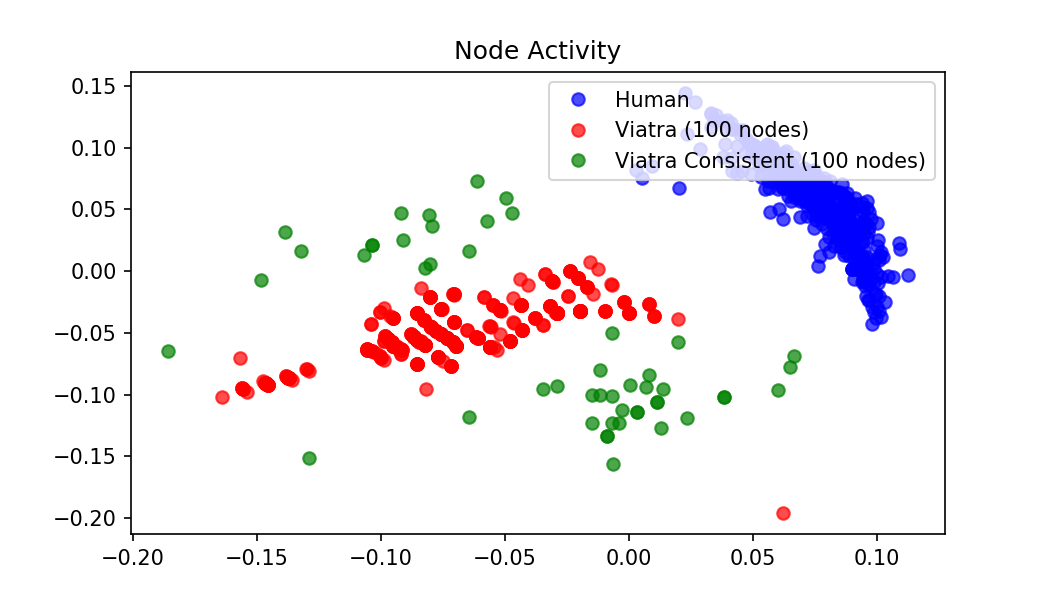 Node Activity
0.15
0.10
0.05
0.00
−0.05
−0.10
−0.15
−0.20
Human
Viatra (100 nodes)
Viatra Consistent (100 nodes)
−0.20 −0.15 −0.10 −0.05 0.00 0.05 0.10